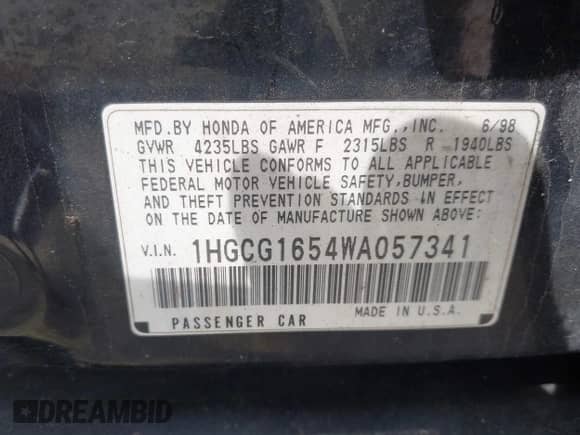 MFD.BY HONDA OF AMERICA MFG.,INC. 6/98
GVWR 4235LBS GAWR F 2315LBS R 1940LBS
THIS VEHICLE CONFORMS TO ALL APPLICABLE
FEDERAL MOTOR VEHICLE SAFETY,BUMPER,
AND THEFT PREVENTION STANDARDS IN EFFECT
ON THE DATE OF MANUFACTURE SHOWN ABOVE:
V.I.N. 1HGCG1654WA057341
PASSENGER CAR MADE IN U.S.A.
DREAMBID